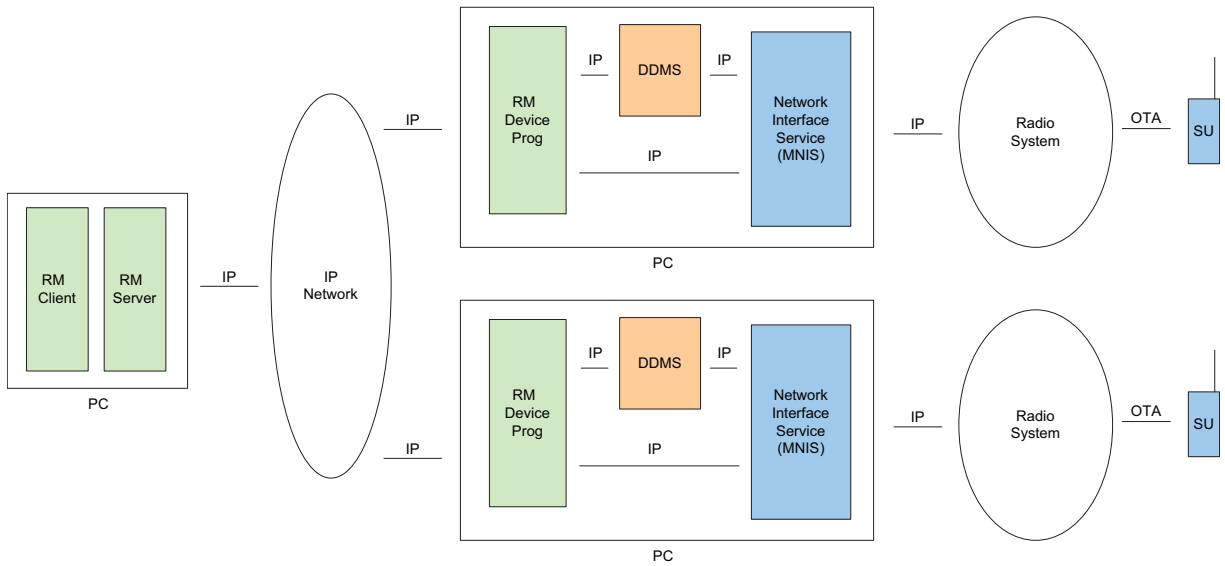 RM
Client
RM
Server
PC
IP
IP
Network
IP
IP
RM
Device
Prog
IP
DDMS
IP
IP
Network
Interface
Service
(MNIS)
PC
IP
Radio
System
OTA
SU
RM
Device
Prog
IP
DDMS
IP
IP
Network
Interface
Service
(MNIS)
PC
IP
Radio
System
OTA
SU